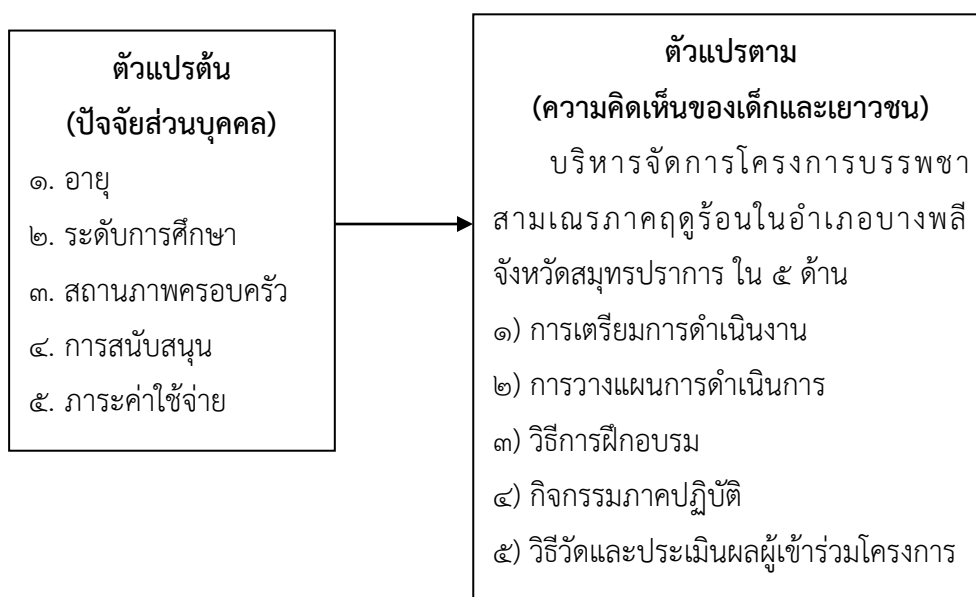 ตัวแปรต้น
(ปัจจัยส่วนบุคคล)
๑. อายุ
๒. ระดับการศึกษา
๓. สถานภาพครอบครัว
๔. การสนับสนุน
๕. ภาระค่าใช้จ่าย
ตัวแปรตาม
(ความคิดเห็นของเด็กและเยาวชน)
บริหารจัดการโครงการบรรพชา
สามเณรภาคฤดูร้อนในอำเภอบางพลี
จังหวัดสมุทรปราการ ใน ๕ ด้าน
๑) การเตรียมการดำเนินงาน
๒) การวางแผนการดำเนินการ
๓) วิธีการฝึกอบรม
๔) กิจกรรมภาคปฏิบัติ
๕) วิธีวัดและประเมินผลผู้เข้าร่วมโครงการ